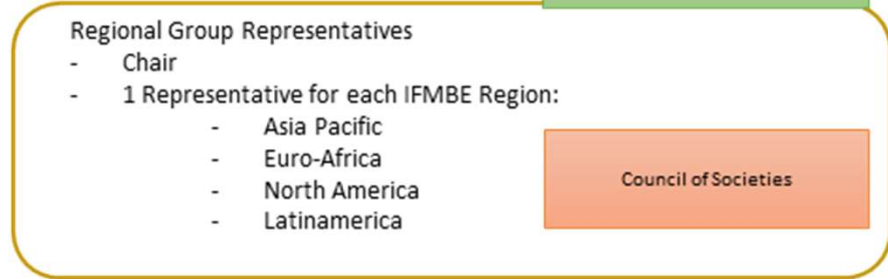 Regional Group Representatives
- Chair
- 1 Representative for each IFMBE Region:
- Asia Pacific
- Euro-Africa
- North America
- Latinamerica
Council of Societies